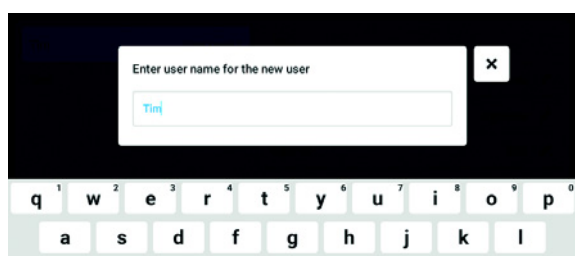 Enter user name for the new user
×
Tim
q 1 w 2 e 3 r 4 t 5 y 6 u 7 i 8 o 9 p 0
a s d f g h j k l